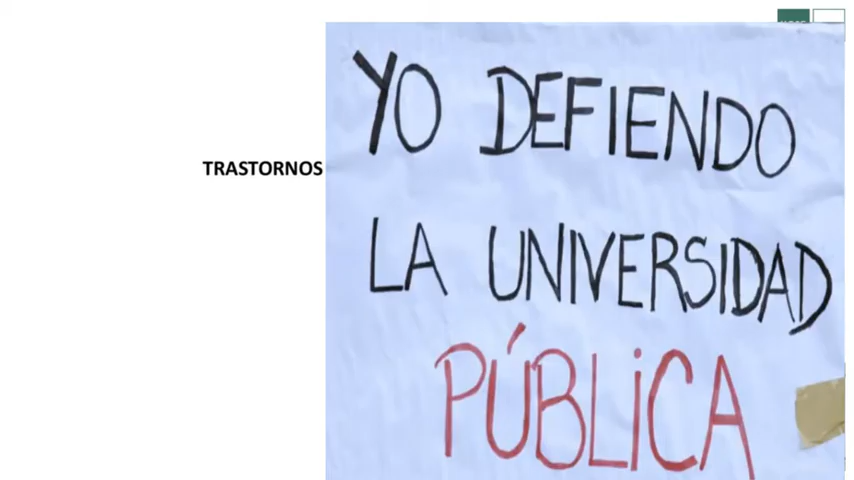 TRASTORNOS
YO DEFIENDO
LA UNIVERSIDAD
PÚBLICA